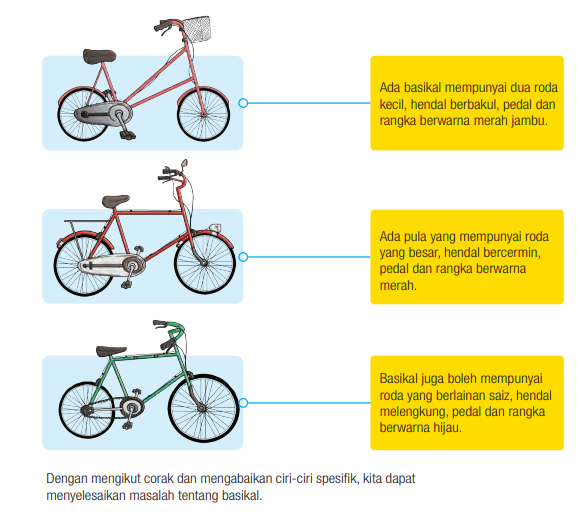 Ada basikal mempunyai dua roda
kecil, hendal berbakul, pedal dan
rangka berwarna merah jambu.
Ada pula yang mempunyai roda
yang besar, hendal bercermin,
pedal dan rangka berwarna
merah.
Basikal juga boleh mempunyai
roda yang berlainan saiz, hendal
melengkung, pedal dan rangka
berwarna hijau.
Dengan mengikut corak dan mengabaikan ciri-ciri spesifik, kita dapat
menyelesaikan masalah tentang basikal.